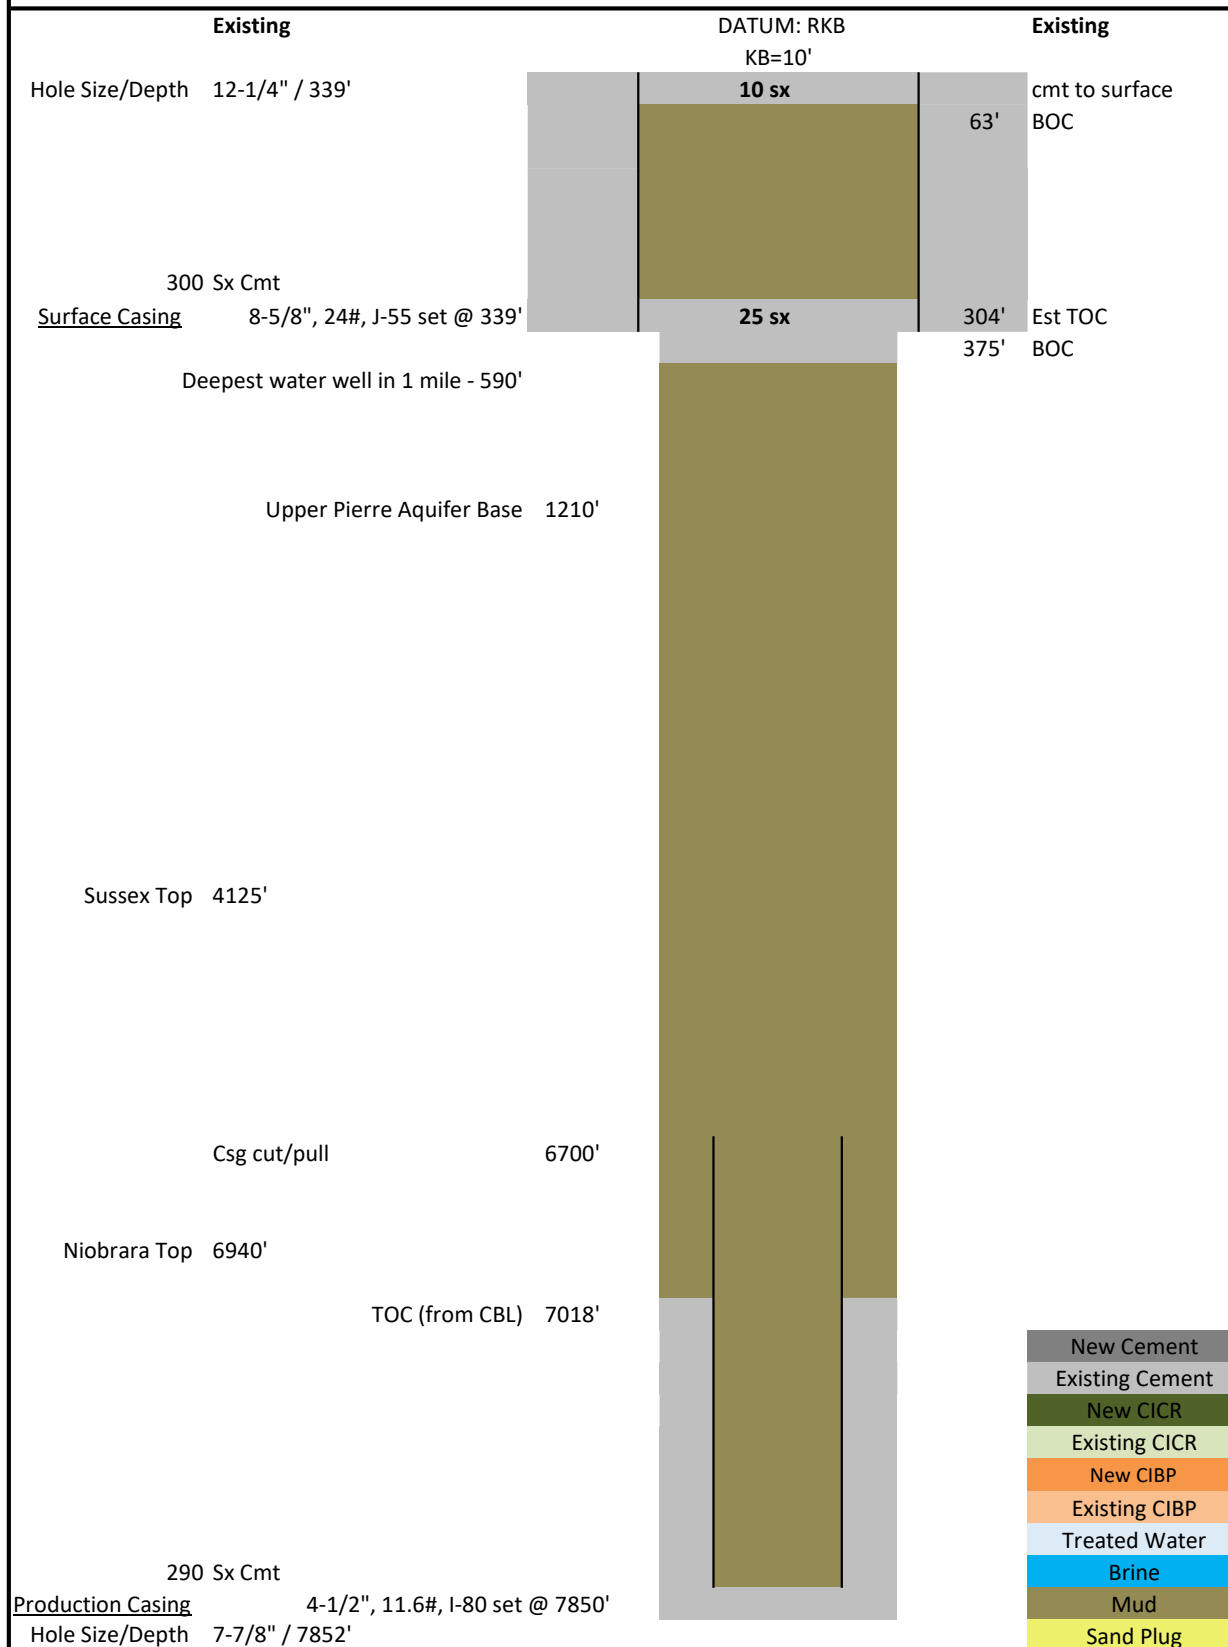 Existing DATUM: RKB Existing
KB=10'
Hole Size/Depth 12-1/4" / 339' 10 sx cmt to surface
63' BOC
300 Sx Cmt
Surface Casing 8-5/8", 24#, J-55 set @ 339' 25 sx 304' Est TOC
375' BOC
Deepest water well in 1 mile - 590'
Upper Pierre Aquifer Base 1210'
Sussex Top 4125'
Csg cut/pull 6700'
Niobrara Top 6940'
TOC (from CBL) 7018'
New Cement
Existing Cement
New CICR
Existing CICR
New CIBP
Existing CIBP
Treated Water
290 Sx Cmt Brine
Production Casing 4-1/2", 11.6#, I-80 set @ 7850' Mud
Hole Size/Depth 7-7/8" / 7852' Sand Plug